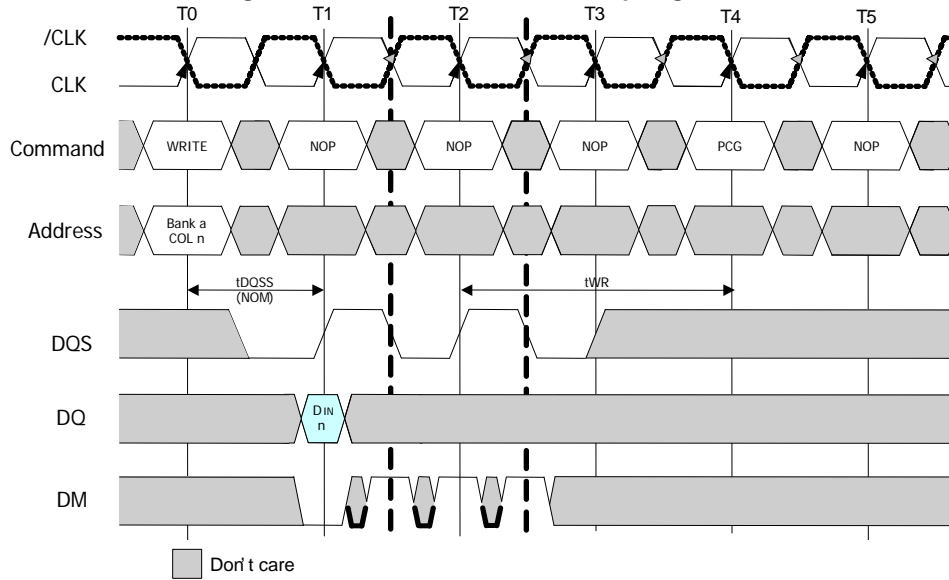 T0 T1 T2 T3 T4 T5
/CLK
CLK
Command WRITE NOP NOP NOP PCG NOP
Address Bank a
COL n
tDQSS
(NOM)
tWR
DQS
DQ
DIN
n
DM
Don't care